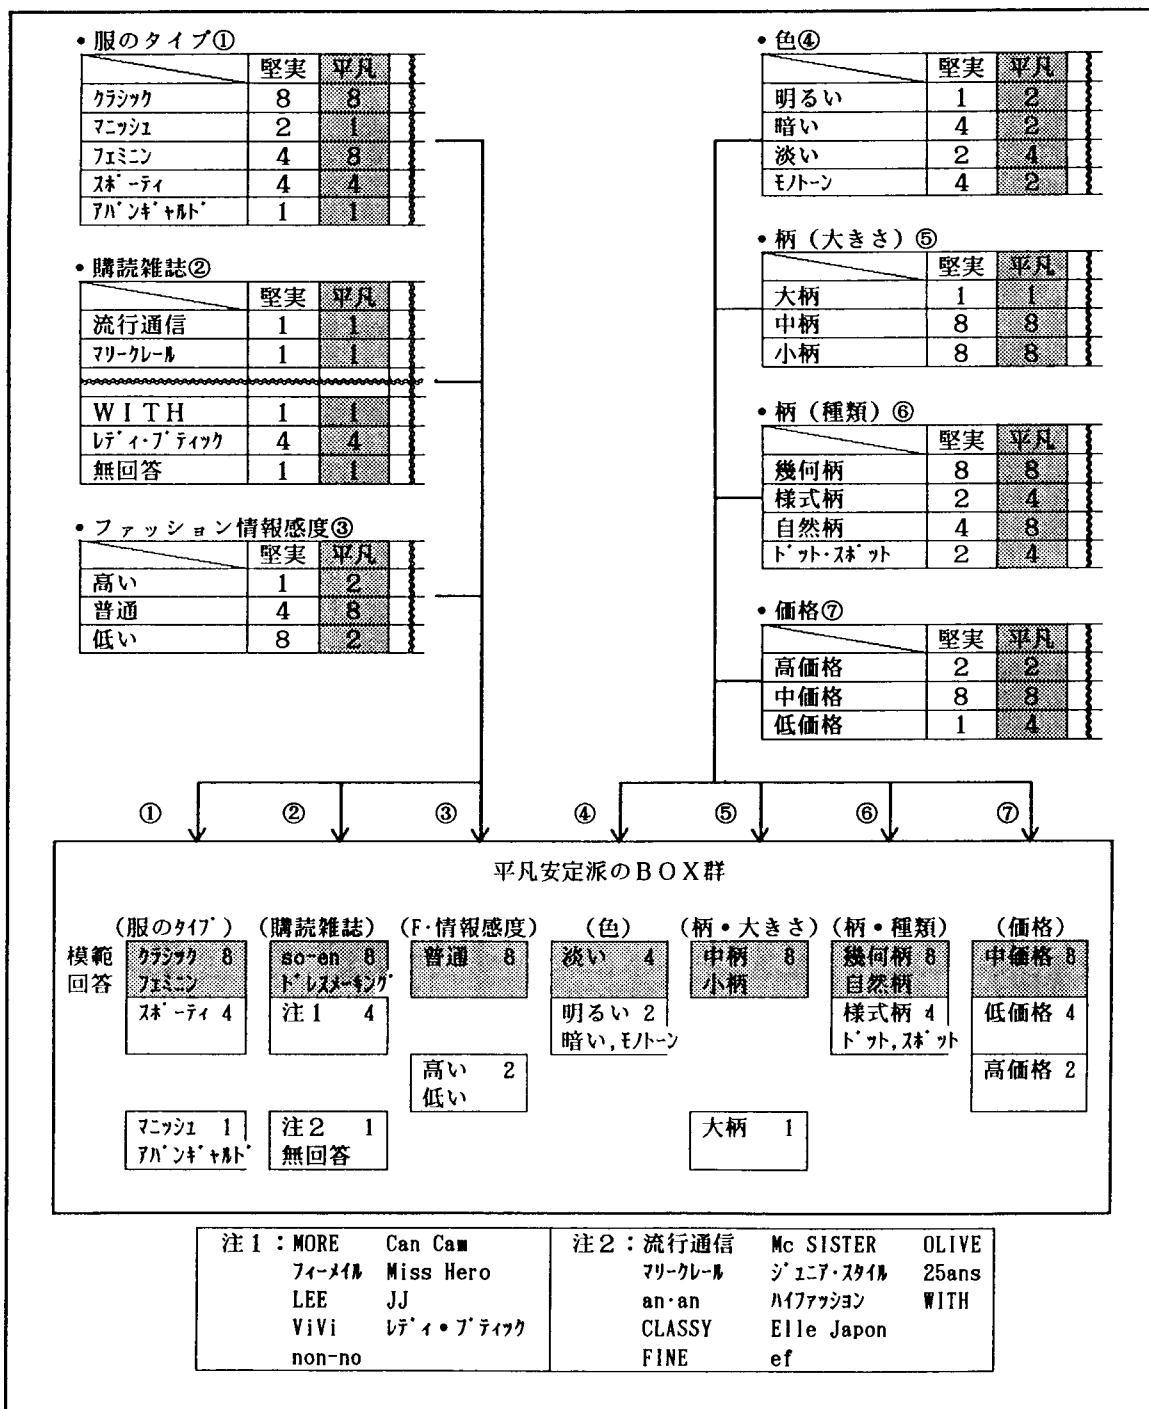 • 服のタイプ①
堅実 平凡
クラシック 8 8
マニッシュ 2 1
フェミニン 4 8
スポーティ 4 4
アバンギャルド 1 1
• 購読雑誌②
堅実 平凡
流行通信 1 1
マリークレール 1 1
WITH 1 1
レディ・ブティック 4 4
無回答 1 1
• ファッション情報感度③
堅実 平凡
高い 1 2
普通 4 8
低い 8 2
• 色④
堅実 平凡
明るい 1 2
暗い 4 2
淡い 2 4
モノトーン 4 2
• 柄（大きさ）⑤
堅実 平凡
大柄 1 1
中柄 8 8
小柄 8 8
• 柄（種類）⑥
堅実 平凡
幾何柄 8 8
様式柄 2 4
自然柄 4 8
ドット・スポット 2 4
• 価格⑦
堅実 平凡
高価格 2 2
中価格 8 8
低価格 1 4
① ② ③ ④ ⑤ ⑥ ⑦
平凡安定派のＢＯＸ群
（服のタイプ）（購読雑誌）（F・情報感度）（色）（柄・大きさ）（柄・種類）（価格）
模範 クラシック 8 so-en 8 普通 8 淡い 4 中柄 8 幾何柄 8 中価格 8
回答 フェミニン ドレスメーキング 小柄 自然柄
スポーティ 4 注1 4 明るい 2 様式柄 4 低価格 4
暗い,モノトーン ドット,スポット
高い 2 高価格 2
低い
マニッシュ 1 注2 1 大柄 1
アバンギャルド 無回答
注1：MORE Can Cam
フィーメイル Miss Hero
LEE JJ
ViVi レディ・ブティック
non-no
注2：流行通信 Mc SISTER OLIVE
マリークレール ジュニア・スタイル 25ans
an・an ハイファッション WITH
CLASSY Elle Japon
FINE ef